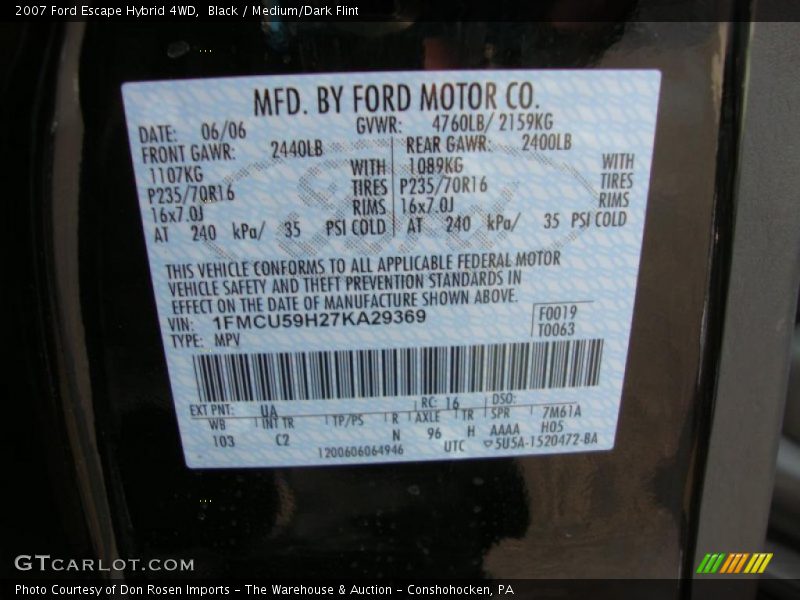 2007 Ford Escape Hybrid 4WD, Black / Medium/Dark Flint
MFD. BY FORD MOTOR CO.
DATE: 06/06 GVWR: 4760LB/ 2159KG
FRONT GAWR: 2440LB REAR GAWR: 2400LB
1107KG WITH 1089KG WITH
P235/70R16 TIRES P235/70R16 TIRES
16x7.0J RIMS 16x7.0J RIMS
AT 240 kPa/ 35 PSI COLD AT 240 kPa/ 35 PSI COLD
THIS VEHICLE CONFORMS TO ALL APPLICABLE FEDERAL MOTOR
VEHICLE SAFETY AND THEFT PREVENTION STANDARDS IN
EFFECT ON THE DATE OF MANUFACTURE SHOWN ABOVE.
VIN: 1FMCU59H27KA29369 F0019
TYPE: MPV T0063
EXT PNT: UA RC: 16 DSO:
WB INT TR TP/PS R AXLE TR SPR 7M61A
103 C2 N 96 H AAAA H05
1200606064946 UTC 5U5A-1520472-BA
GTCARLOT.COM
Photo Courtesy of Don Rosen Imports – The Warehouse & Auction – Conshohocken, PA